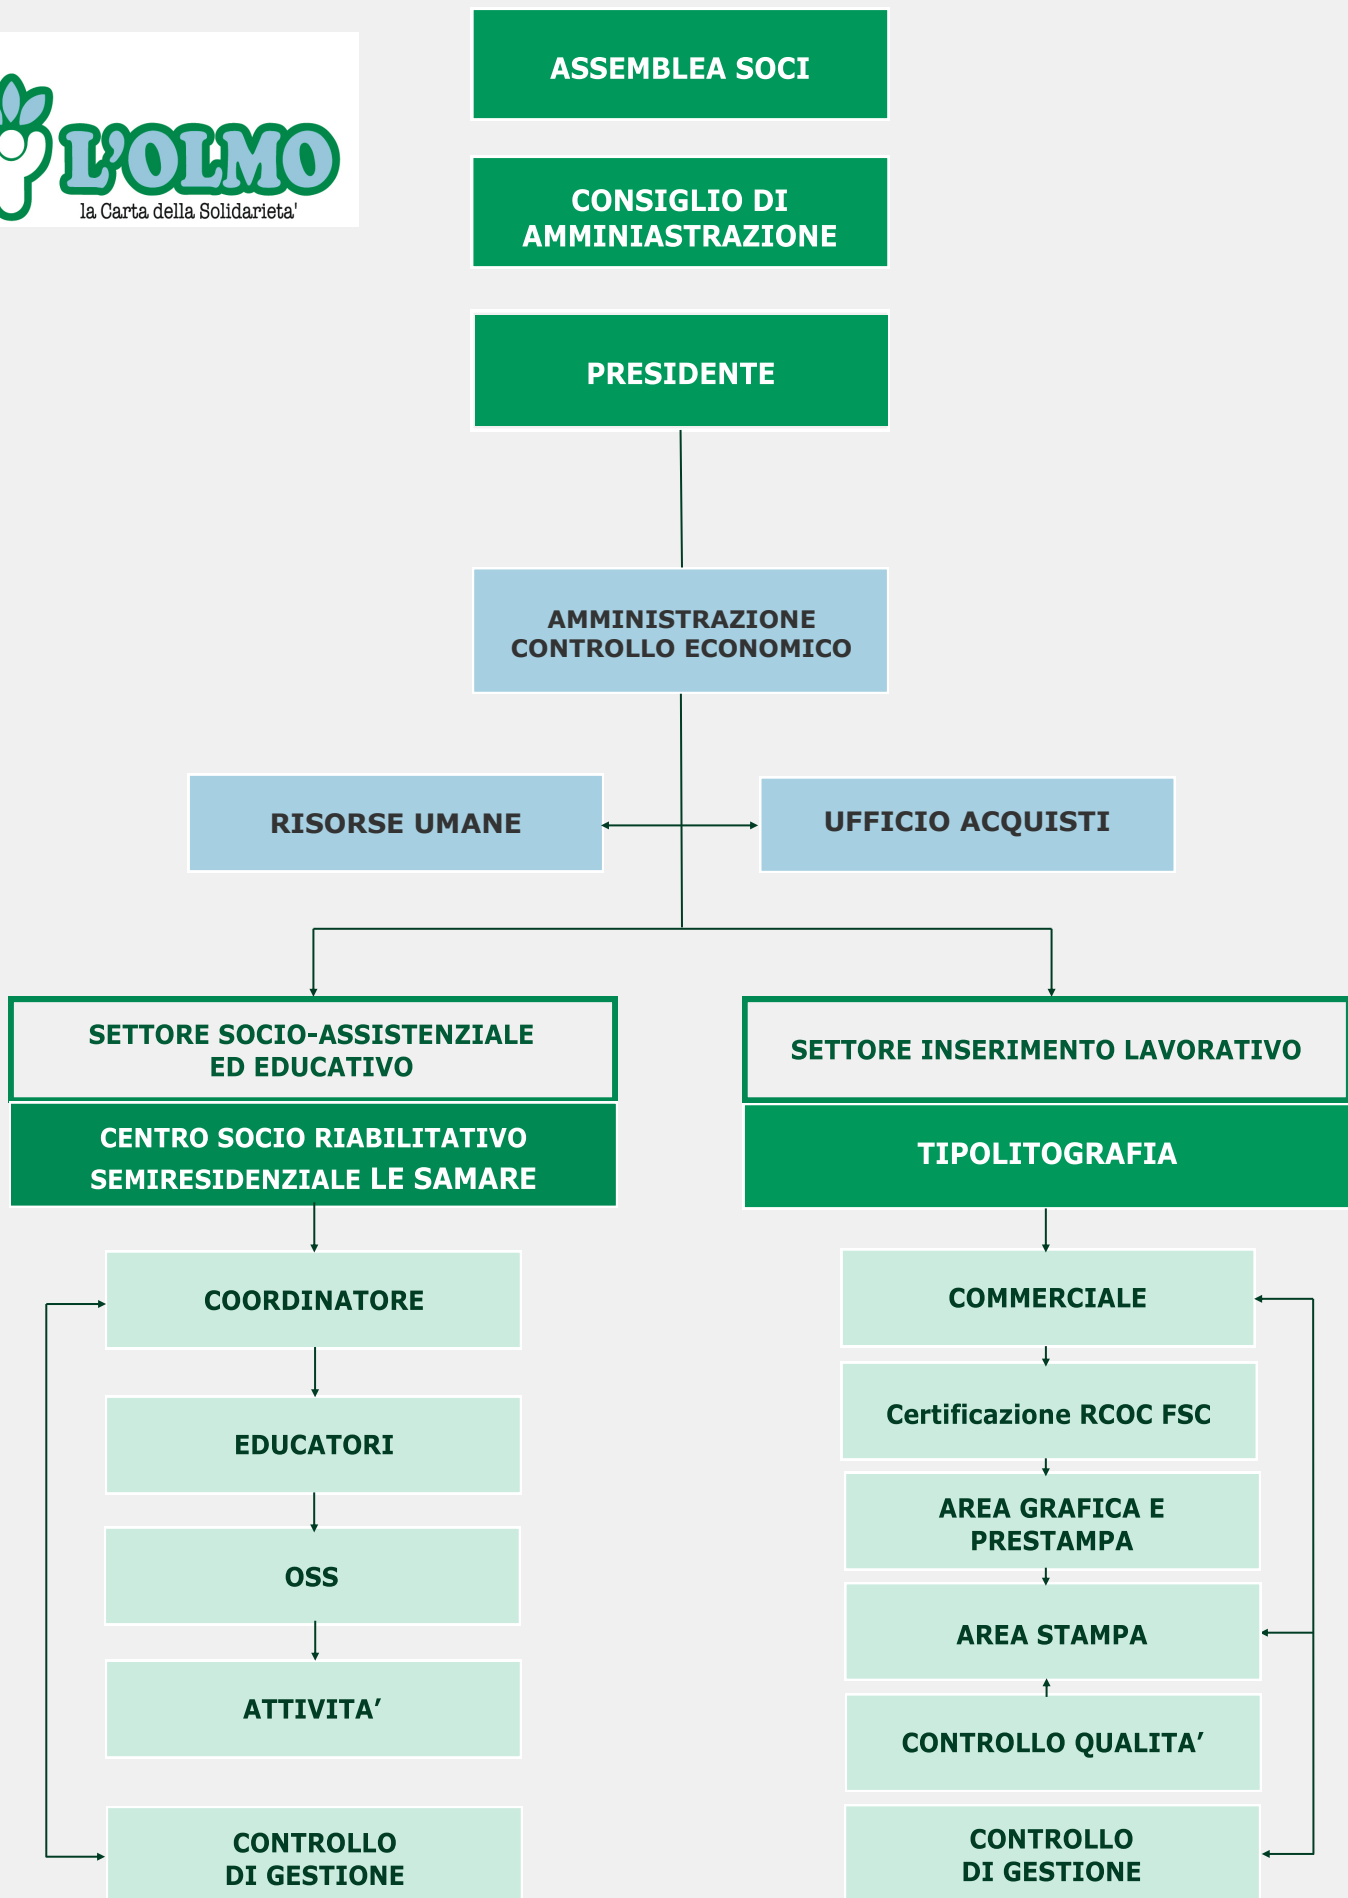 ASSEMBLEA SOCI
L'OLMO
la Carta della Solidarieta'
CONSIGLIO DI
AMMINIASTRAZIONE
PRESIDENTE
AMMINISTRAZIONE
CONTROLLO ECONOMICO
RISORSE UMANE
UFFICIO ACQUISTI
SETTORE SOCIO-ASSISTENZIALE
ED EDUCATIVO
CENTRO SOCIO RIABILITATIVO
SEMIRESIDENZIALE LE SAMARE
COORDINATORE
EDUCATORI
OSS
ATTIVITA’
CONTROLLO
DI GESTIONE
SETTORE INSERIMENTO LAVORATIVO
TIPOLITOGRAFIA
COMMERCIALE
Certificazione RCOC FSC
AREA GRAFICA E
PRESTAMPA
AREA STAMPA
CONTROLLO QUALITA’
CONTROLLO
DI GESTIONE